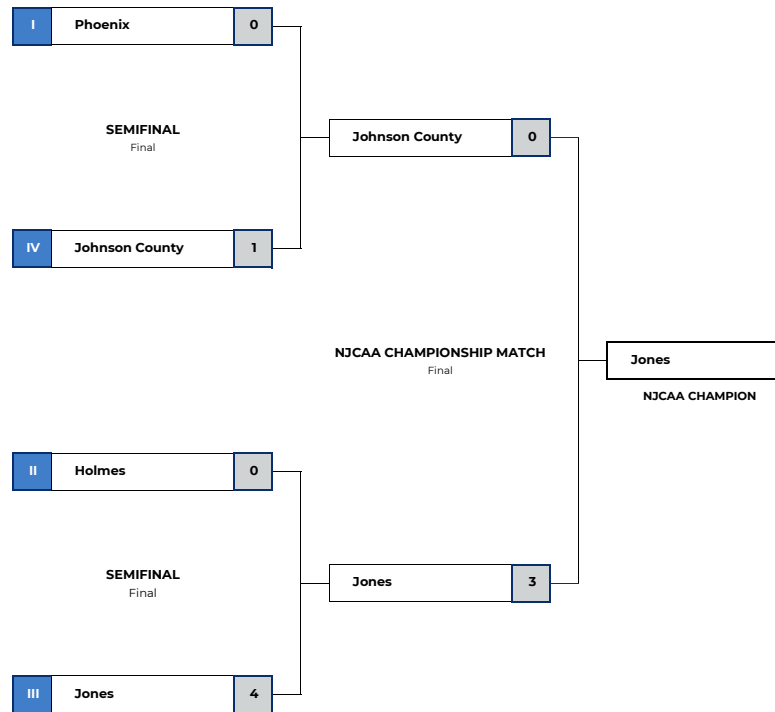 I Phoenix 0
SEMIFINAL
Final
Johnson County 0
IV Johnson County 1
NJCAA CHAMPIONSHIP MATCH
Final
Jones
NJCAA CHAMPION
II Holmes 0
SEMIFINAL
Final
Jones 3
III Jones 4